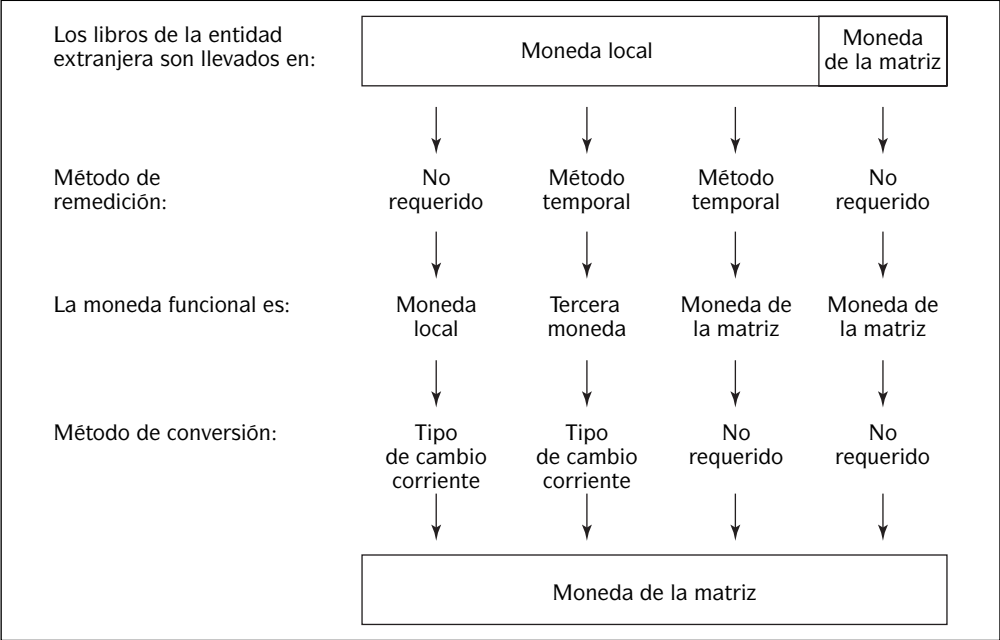 Los libros de la entidad
extranjera son llevados en:
Moneda local
Moneda
de la matriz
Método de
remedición:
No
requerido
Método
temporal
Método
temporal
No
requerido
La moneda funcional es:
Moneda
local
Tercera
moneda
Moneda de
la matriz
Moneda de
la matriz
Método de conversión:
Tipo
de cambio
corriente
Tipo
de cambio
corriente
No
requerido
No
requerido
Moneda de la matriz